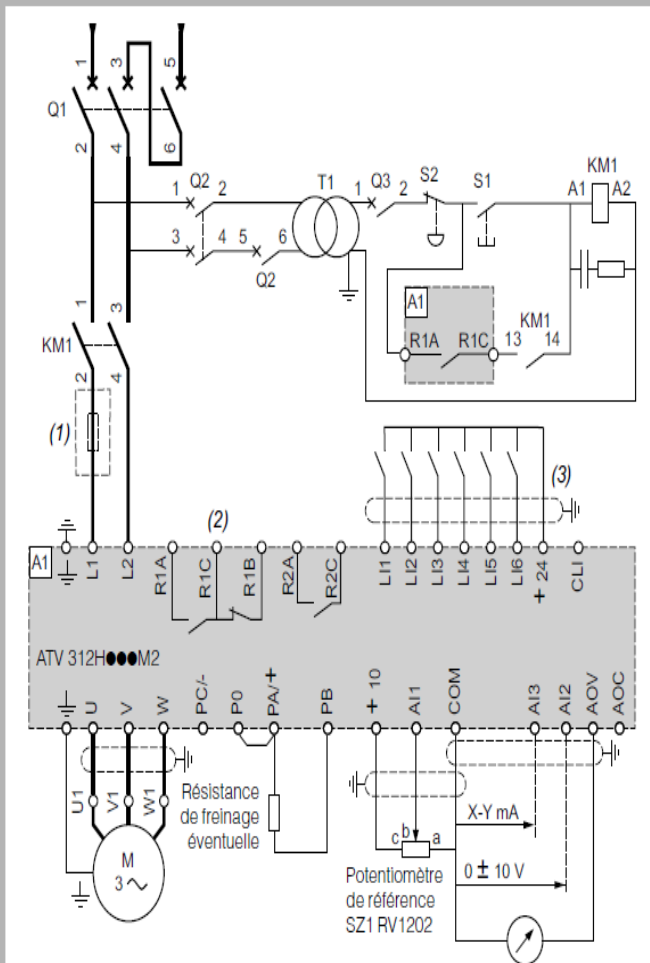 1 3 5
Q1
2 4 6
1 Q2 2 T1 1 Q3 2 S2 S1 KM1
A1 A2
3 4 5 6
Q2
A1
R1A R1C 13 KM1 14
1 3
KM1
2 4
(1)
(2)
(3)
A1
L1 L2 R1A R1C R1B R2A R2C LI1 LI2 LI3 LI4 LI5 LI6 + 24 CLI
ATV 312H●●●M2
U V W PC/- P0 PA/+ PB + 10 AI1 COM AI3 AI2 AOV AOC
U1 V1 W1
M
3
Résistance
de freinage
éventuelle
X-Y mA
c b a
0 ± 10 V
Potentiomètre
de référence
SZ1 RV1202